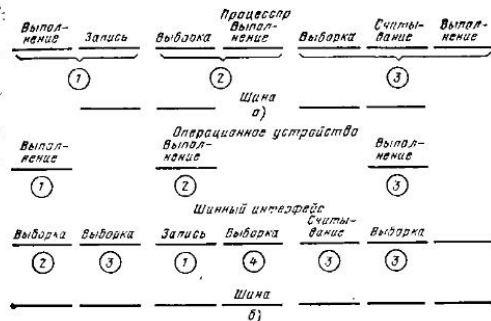 Процессор
Выпол-
нение Запись Выборка Выпол-
нение Выборка Считы-
вание Выпол-
нение
1 2 3
Шина
а)
Операционное устройство
Выпол-
нение Выпол-
нение Выпол-
нение
1 2 3
Шинный интерфейс
Выборка Выборка Запись Выборка Считы-
вание Выборка
2 3 1 4 3 3
Шина
б)